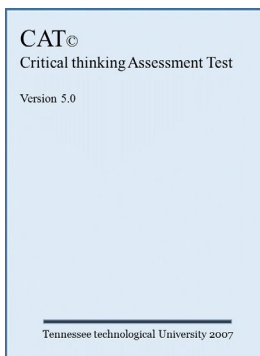 CAT©
Critical thinking Assessment Test
Version 5.0
Tennessee technological University 2007